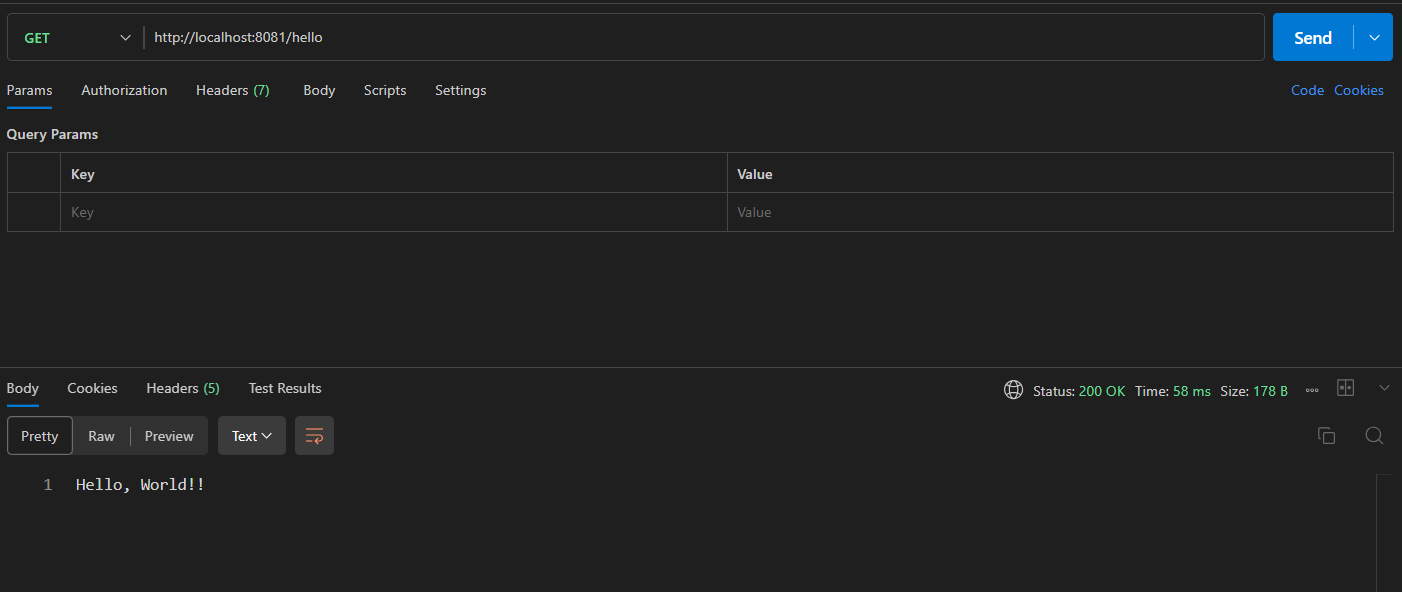 GET http://localhost:8081/hello Send
Params Authorization Headers (7) Body Scripts Settings Code Cookies
Query Params
Key Value
Key Value
Body Cookies Headers (5) Test Results Status: 200 OK Time: 58 ms Size: 178 B
Pretty Raw Preview Text
1 Hello, World!!